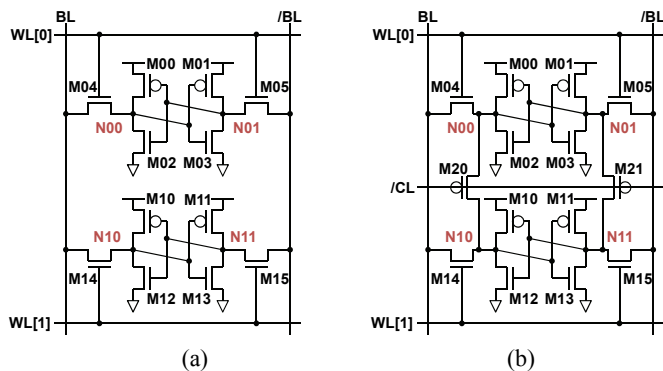 BL /BL BL /BL
WL[0] WL[0]
M00 M01 M00 M01
M04 M05 M04 M05
N00 N01 N00 N01
M02 M03 M02 M03
M20 M21
/CL
M10 M11 M10 M11
N10 N11 N10 N11
M14 M15 M14 M15
M12 M13 M12 M13
WL[1] WL[1]
(a) (b)